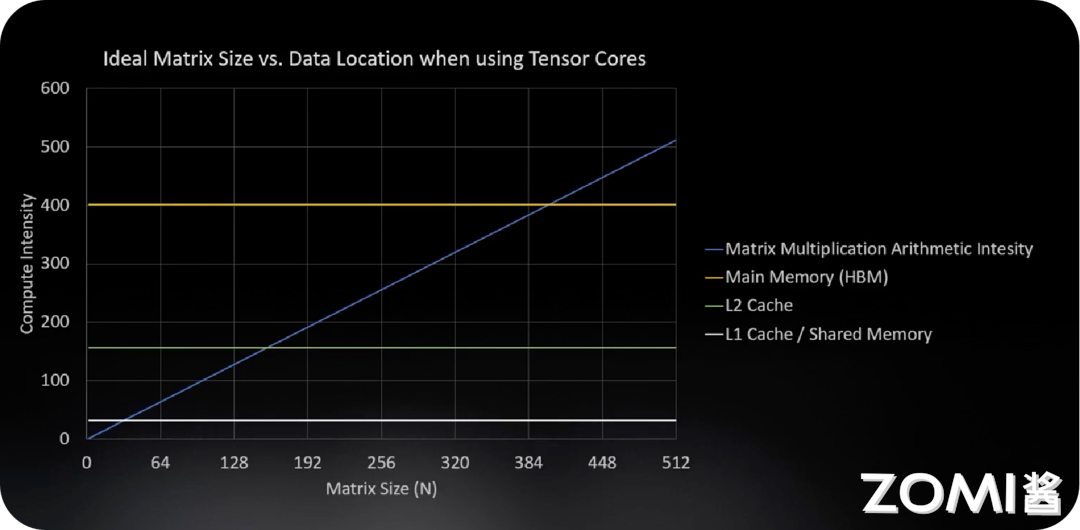 Ideal Matrix Size vs. Data Location when using Tensor Cores
600
500
400
300
200
100
0
Compute Intensity
0 64 128 192 256 320 384 448 512
Matrix Size (N)
Matrix Multiplication Arithmetic Intesity
Main Memory (HBM)
L2 Cache
L1 Cache / Shared Memory
ZOMI酱